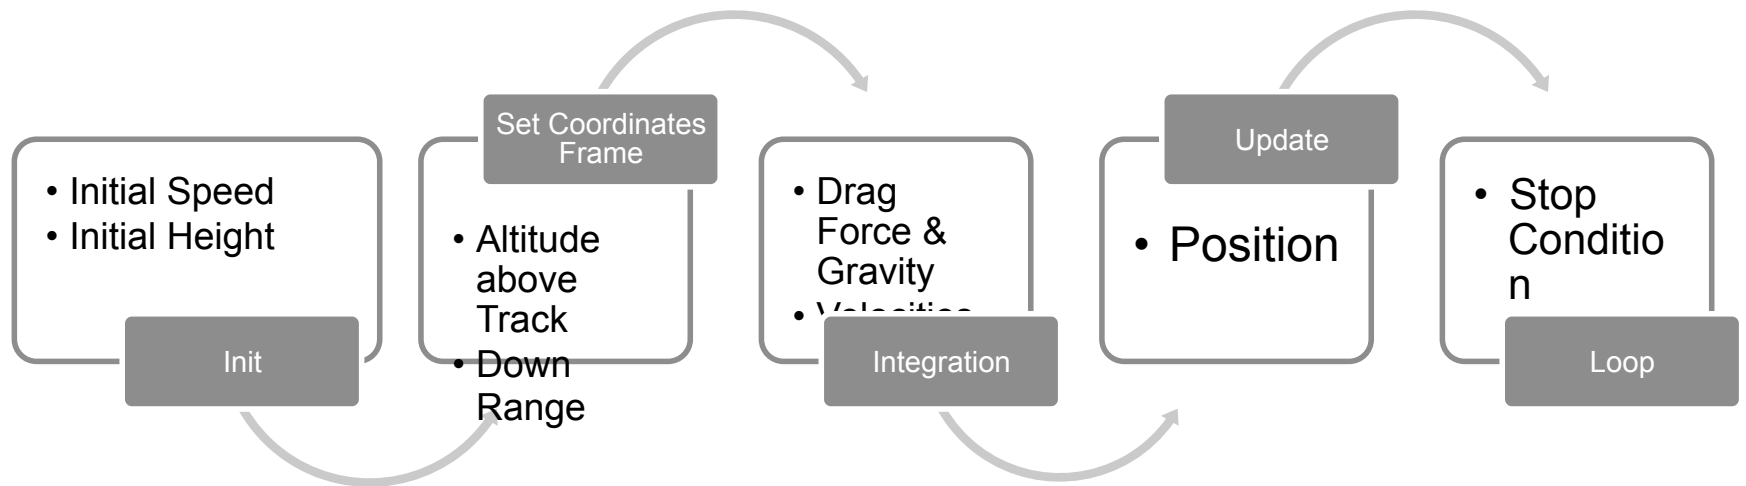 • Initial Speed
• Initial Height
Init
Set Coordinates
Frame
• Altitude
above
Track
• Down
Range
• Drag
Force &
Gravity
• Velocities
Integration
Update
• Position
• Stop
Conditio
n
Loop